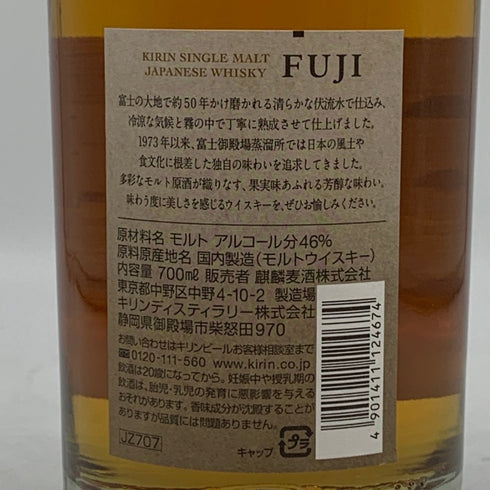 KIRIN SINGLE MALT
JAPANESE WHISKY
FUJI
富士の大地で約50年かけ磨かれる清らかな伏流水で仕込み、
冷涼な気候と霧の中で丁寧に熟成させて仕上げました。
1973年以来、富士御殿場蒸溜所では日本の風土や
食文化に根差した独自の味わいを追求してきました。
多彩なモルト原酒が織りなす、果実味あふれる芳醇な味わい。
味わう度に美しさを感じるウイスキーを、ぜひお愉しみください。
原材料名 モルト アルコール分46%
原料原産地名 国内製造(モルトウイスキー)
内容量 700mℓ 販売者 麒麟麦酒株式会社
東京都中野区中野4-10-2 製造場
キリンディスティラリー株式会社
静岡県御殿場市柴怒田970
お問い合わせはキリンビールお客様相談室まで
0120-111-560 www.kirin.co.jp
飲酒は20歳になってから。妊娠中や授乳期の
飲酒は、胎児・乳児の発育に悪影響を与える
おそれがあります。香味成分が沈殿することが
ありますが品質には問題ありません。
JZ707
キャップ プラ
4 901411 124674